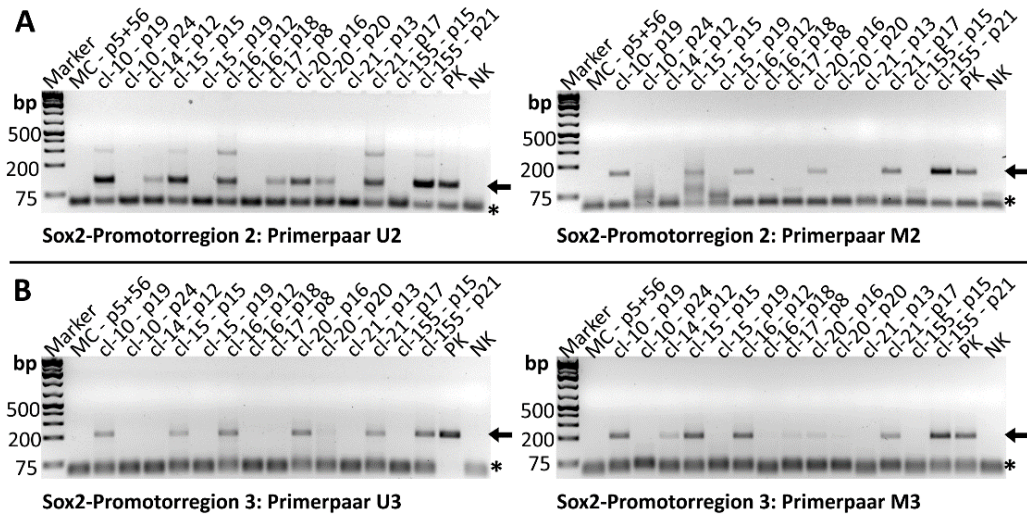 A
Marker
MC - p5+56
cl-10 - p19
cl-10 - p24
cl-14 - p12
cl-15 - p15
cl-15 - p19
cl-16 - p12
cl-16 - p18
cl-17 - p8
cl-20 - p16
cl-20 - p20
cl-21 - p13
cl-21 - p17
cl-155 - p15
cl-155 - p21
PK
NK
bp
500
200
75
*
Sox2-Promotorregion 2: Primerpaar U2
Marker
MC - p5+56
cl-10 - p19
cl-10 - p24
cl-14 - p12
cl-15 - p15
cl-15 - p19
cl-16 - p12
cl-16 - p18
cl-17 - p8
cl-20 - p16
cl-20 - p20
cl-21 - p13
cl-21 - p17
cl-155 - p15
cl-155 - p21
PK
NK
bp
500
200
75
*
Sox2-Promotorregion 2: Primerpaar M2
B
Marker
MC - p5+56
cl-10 - p19
cl-10 - p24
cl-14 - p12
cl-15 - p15
cl-15 - p19
cl-16 - p12
cl-16 - p18
cl-17 - p8
cl-20 - p16
cl-20 - p20
cl-21 - p13
cl-21 - p17
cl-155 - p15
cl-155 - p21
PK
NK
bp
500
200
75
*
Sox2-Promotorregion 3: Primerpaar U3
Marker
MC - p5+56
cl-10 - p19
cl-10 - p24
cl-14 - p12
cl-15 - p15
cl-15 - p19
cl-16 - p12
cl-16 - p18
cl-17 - p8
cl-20 - p16
cl-20 - p20
cl-21 - p13
cl-21 - p17
cl-155 - p15
cl-155 - p21
PK
NK
bp
500
200
75
*
Sox2-Promotorregion 3: Primerpaar M3